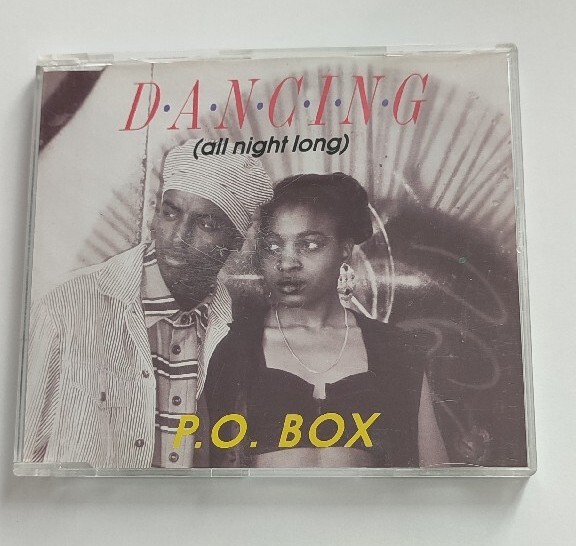 D·A·N·C·I·N·G
(all night long)
P.O. BOX